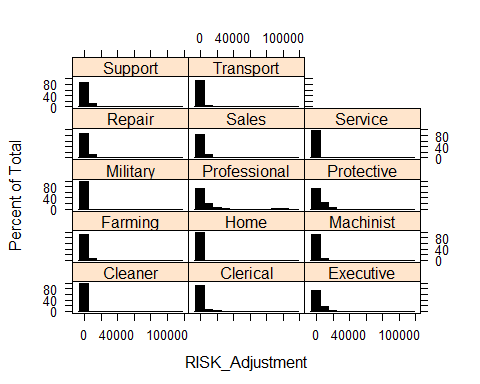 0 40000 100000
Support Transport
80
40
0
Repair Sales Service
80
40
0
Military Professional Protective
80
40
0
Farming Home Machinist
80
40
0
Cleaner Clerical Executive
80
40
0
0 40000 100000
0 40000 100000
Percent of Total
RISK_Adjustment